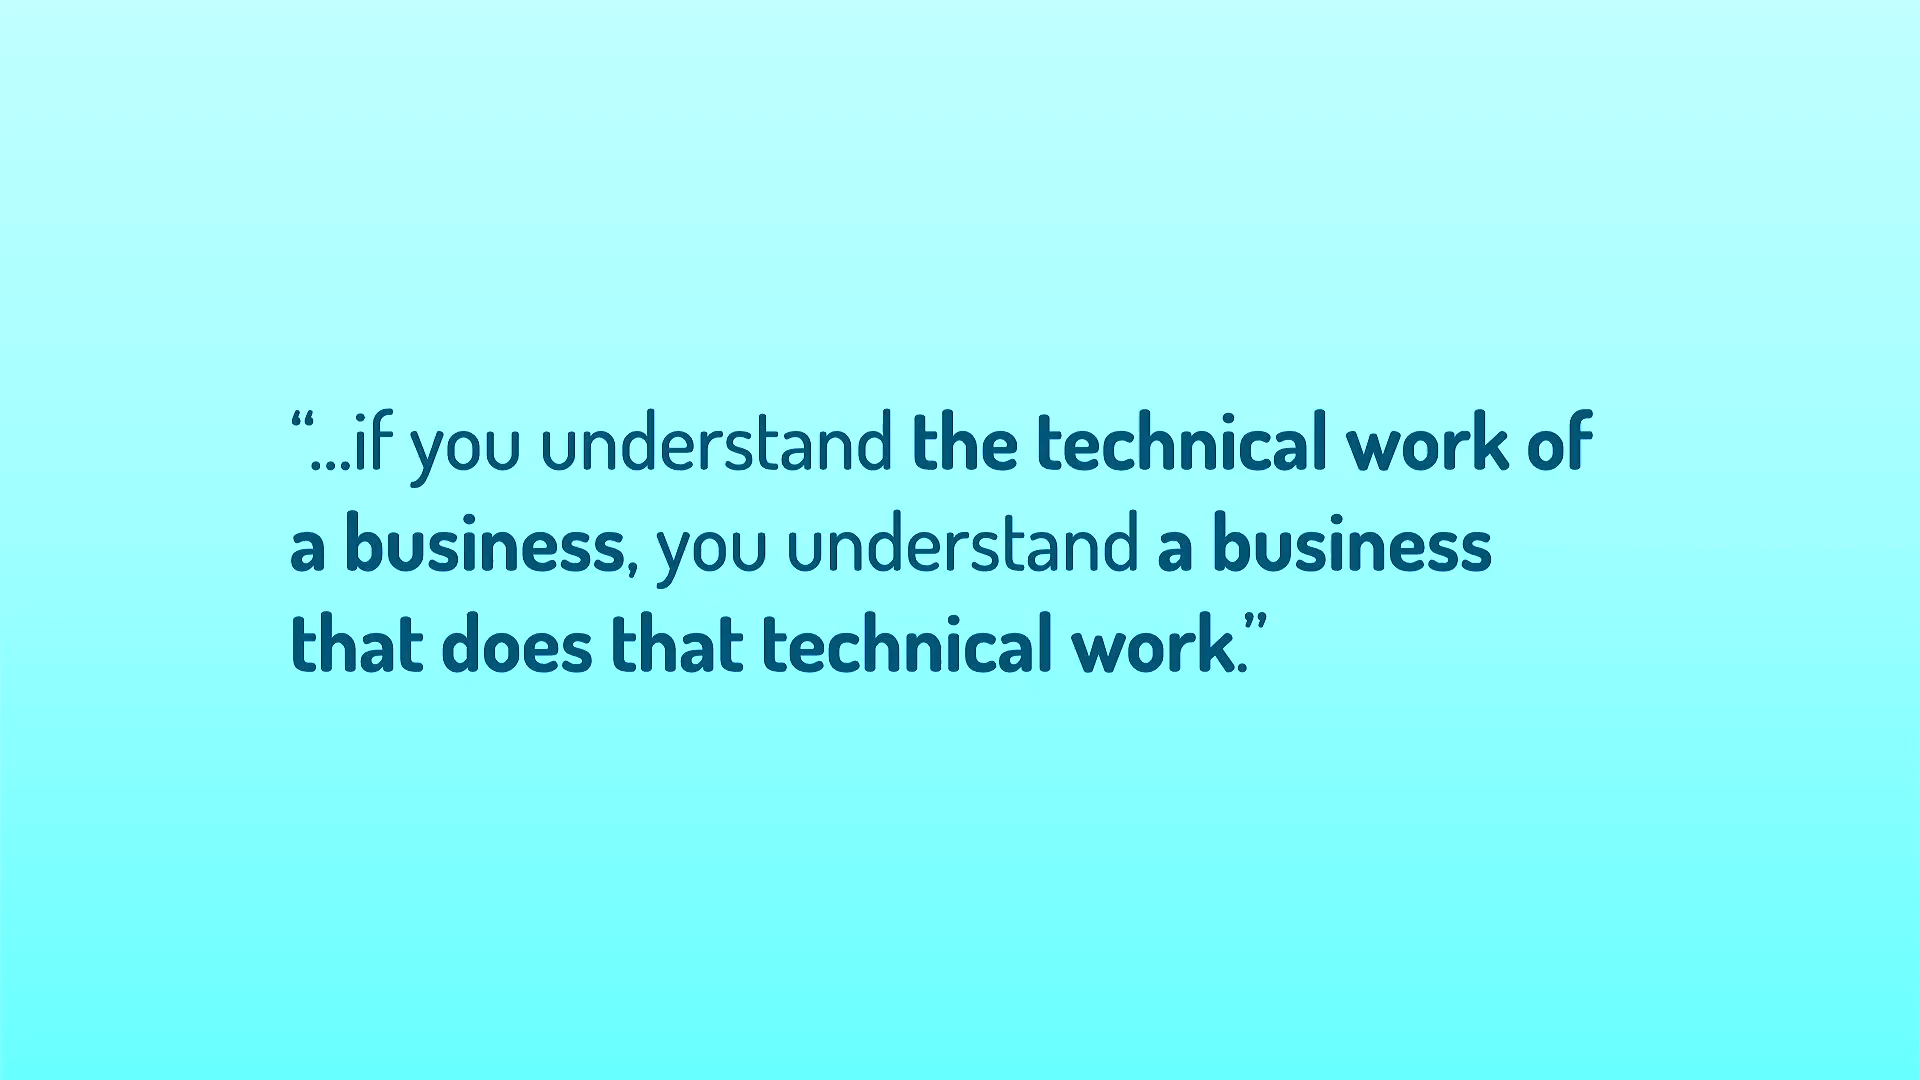 “...if you understand the technical work of
a business, you understand a business
that does that technical work.”